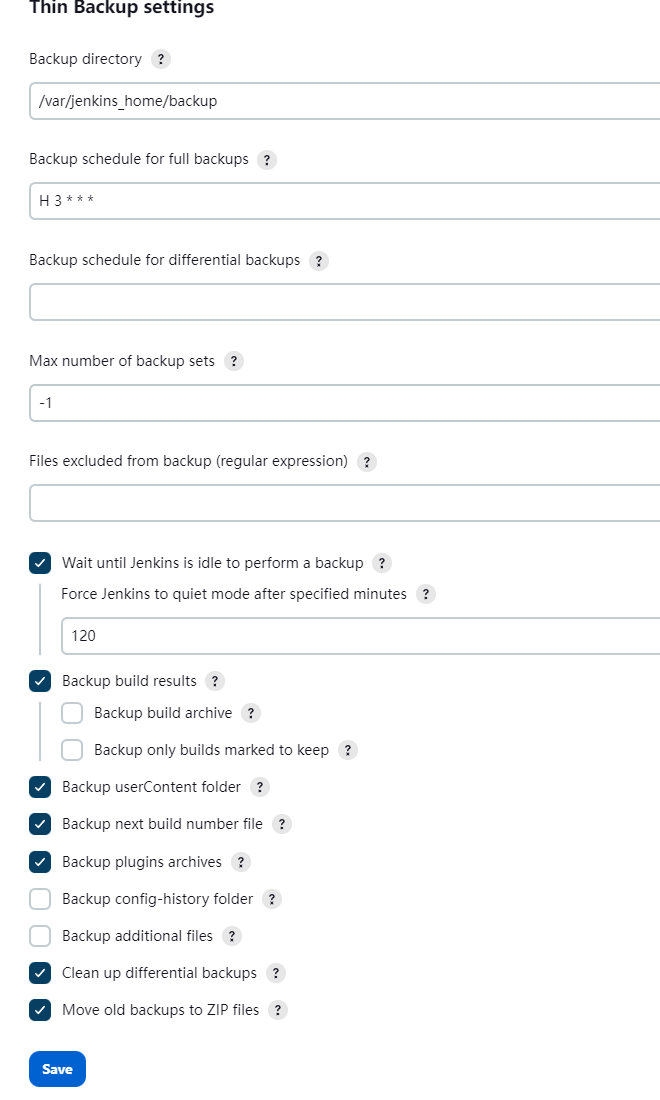 Thin Backup settings
Backup directory ?
/var/jenkins_home/backup
Backup schedule for full backups ?
H 3 * * *
Backup schedule for differential backups ?
Max number of backup sets ?
-1
Files excluded from backup (regular expression) ?
Wait until Jenkins is idle to perform a backup ?
Force Jenkins to quiet mode after specified minutes ?
120
Backup build results ?
Backup build archive ?
Backup only builds marked to keep ?
Backup userContent folder ?
Backup next build number file ?
Backup plugins archives ?
Backup config-history folder ?
Backup additional files ?
Clean up differential backups ?
Move old backups to ZIP files ?
Save